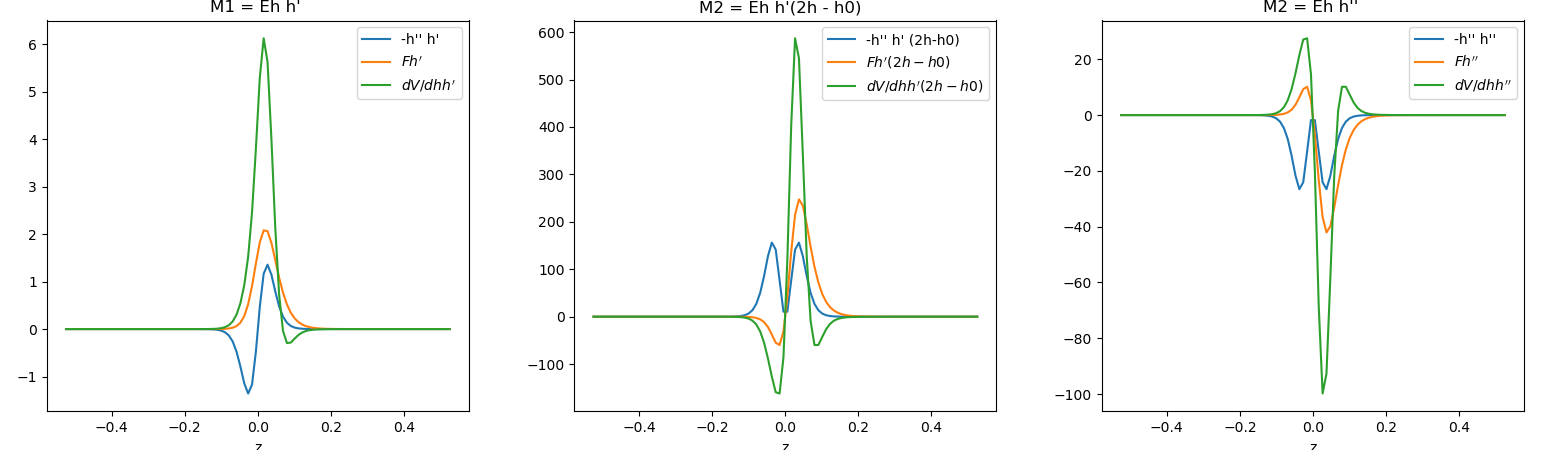 M1 = Eh h'
-h'' h'
Fh′
dV/dhh′
6
5
4
3
2
1
0
−1
−0.4
−0.2
0.0
0.2
0.4
z
M2 = Eh h'(2h - h0)
-h'' h' (2h-h0)
Fh′(2h − h0)
dV/dhh′(2h − h0)
600
500
400
300
200
100
0
−100
−0.4
−0.2
0.0
0.2
0.4
z
M2 = Eh h''
-h'' h''
Fh′′
dV/dhh′′
20
0
−20
−40
−60
−80
−100
−0.4
−0.2
0.0
0.2
0.4
z